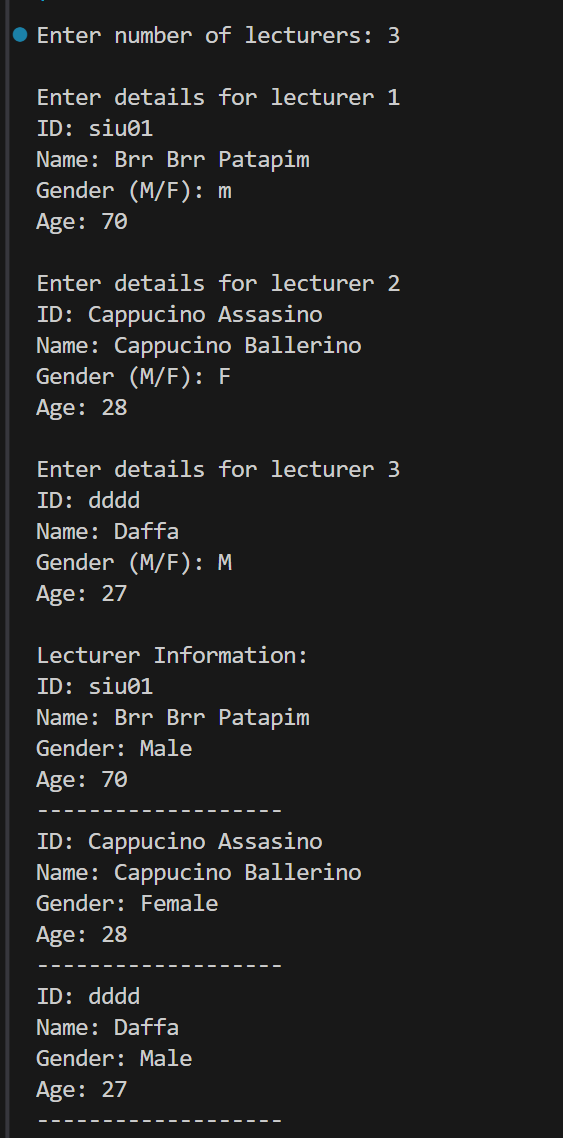 Enter number of lecturers: 3
Enter details for lecturer 1
ID: siu01
Name: Brr Brr Patapim
Gender (M/F): m
Age: 70
Enter details for lecturer 2
ID: Cappucino Assasino
Name: Cappucino Ballerino
Gender (M/F): F
Age: 28
Enter details for lecturer 3
ID: dddd
Name: Daffa
Gender (M/F): M
Age: 27
Lecturer Information:
ID: siu01
Name: Brr Brr Patapim
Gender: Male
Age: 70
-------------------
ID: Cappucino Assasino
Name: Cappucino Ballerino
Gender: Female
Age: 28
-------------------
ID: dddd
Name: Daffa
Gender: Male
Age: 27
-------------------